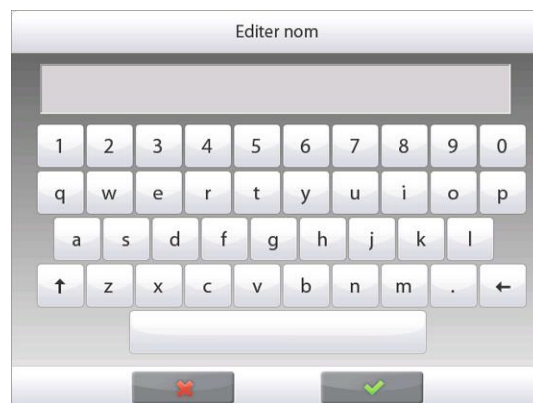 Editer nom
1 2 3 4 5 6 7 8 9 0
q w e r t y u i o p
a s d f g h j k l
z x c v b n m .